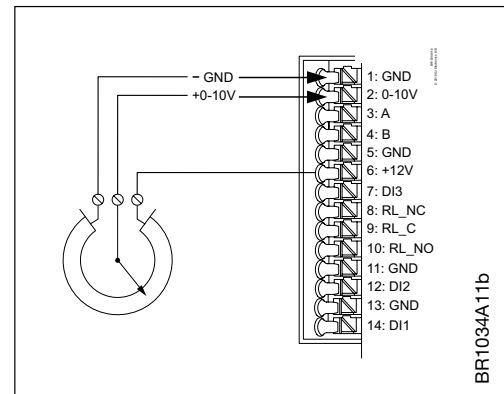 – GND
+0-10V
1: GND
2: 0-10V
3: A
4: B
5: GND
6: +12V
7: DI3
8: RL_NC
9: RL_C
10: RL_NO
11: GND
12: DI2
13: GND
14: DI1
BR1034A11b